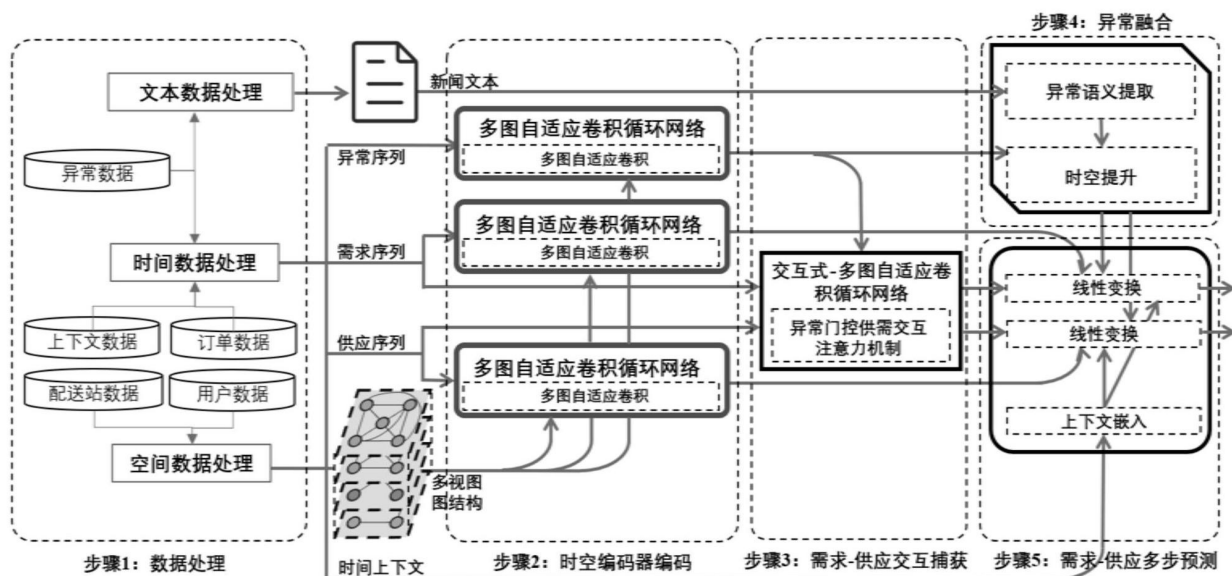 步骤4：异常融合
文本数据处理
新闻文本
异常语义提取
多图自适应卷积循环网络
多图自适应卷积
异常序列
异常数据
时空提升
多图自适应卷积循环网络
多图自适应卷积
需求序列
时间数据处理
交互式-多图自适应卷
积循环网络
线性变换
异常门控供需交互
注意力机制
上下文数据
订单数据
供应序列
线性变换
多图自适应卷积循环网络
多图自适应卷积
配送站数据
用户数据
上下文嵌入
空间数据处理
多视图
图结构
步骤1：数据处理
时间上下文
步骤2：时空编码器编码
步骤3：需求-供应交互捕获
步骤5：需求-供应多步预测